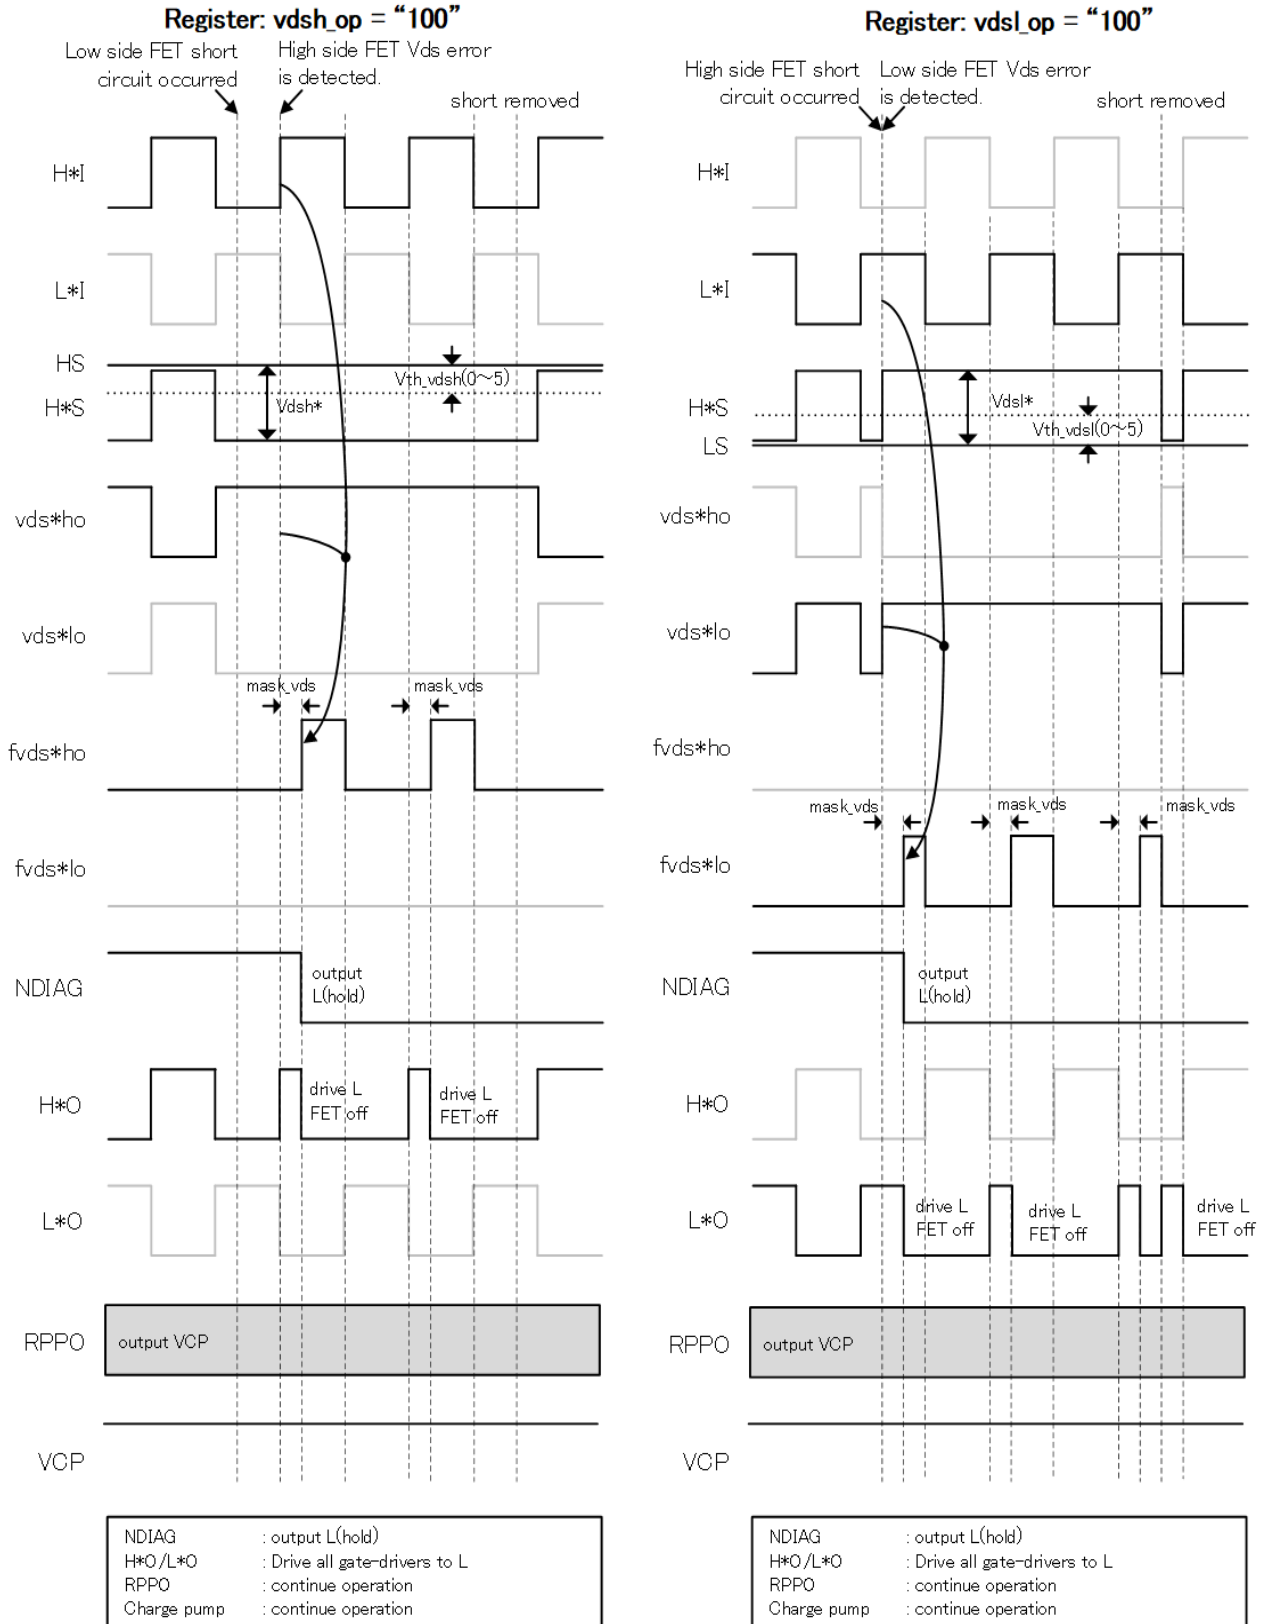 Register: vdsh_op = “100”
Low side FET short
circuit occurred
High side FET Vds error
is detected.
short removed
H*I
L*I
HS
Vth_vdsh(0～5)
H*S
Vdsh*
vds*ho
vds*lo
mask_vds
mask_vds
fvds*ho
fvds*lo
NDIAG
output
L(hold)
H*O
drive L
FET off
drive L
FET off
L*O
RPPO
output VCP
VCP
NDIAG : output L(hold)
H*O/L*O : Drive all gate-drivers to L
RPPO : continue operation
Charge pump : continue operation
Register: vdsl_op = “100”
High side FET short
circuit occurred
Low side FET Vds error
is detected.
short removed
H*I
L*I
H*S
Vdsl*
Vth_vdsl(0～5)
LS
vds*ho
vds*lo
fvds*ho
mask_vds
mask_vds
mask_vds
fvds*lo
NDIAG
output
L(hold)
H*O
L*O
drive L
FET off
drive L
FET off
drive L
FET off
RPPO
output VCP
VCP
NDIAG : output L(hold)
H*O/L*O : Drive all gate-drivers to L
RPPO : continue operation
Charge pump : continue operation